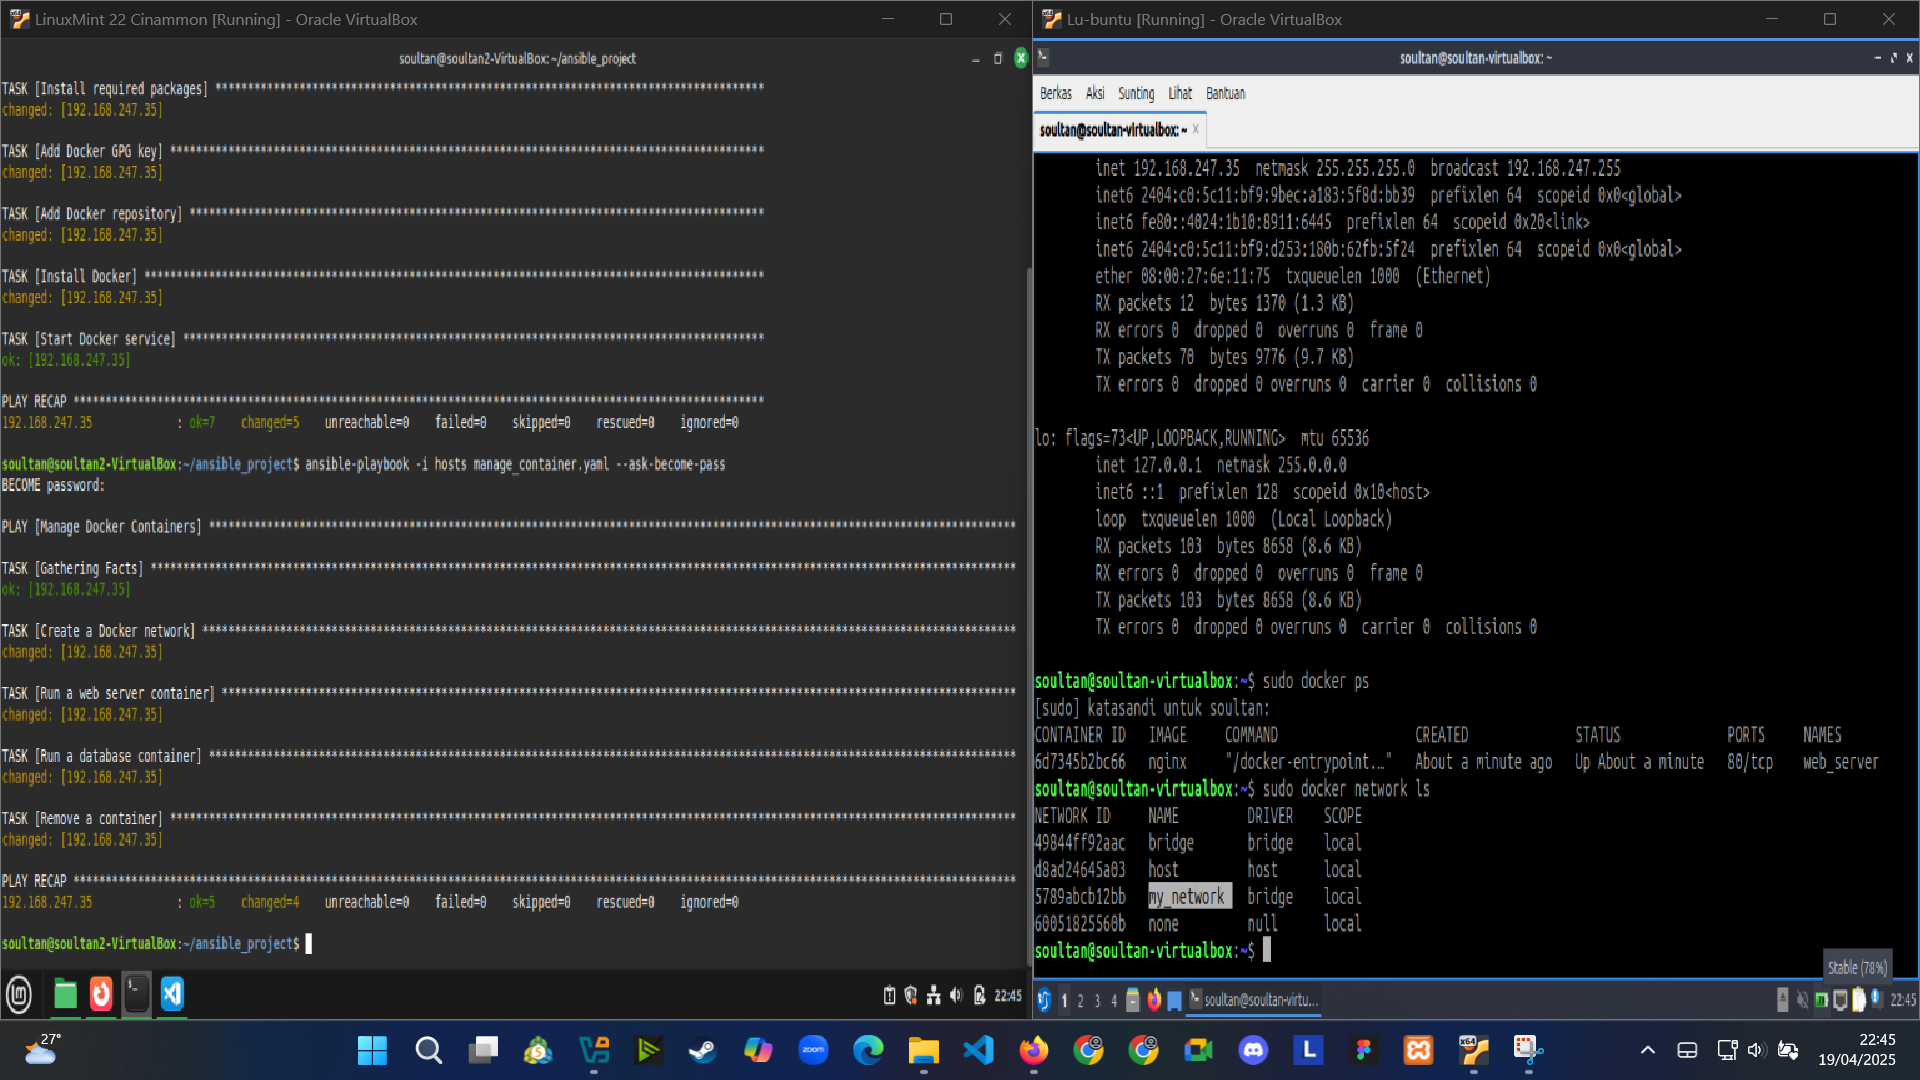 LinuxMint 22 Cinammon [Running] - Oracle VirtualBox
soultan@soultan2-VirtualBox: ~/ansible_project
TASK [Install required packages] *************************************************************************************
changed: [192.168.247.35]
TASK [Add Docker GPG key] ********************************************************************************************
changed: [192.168.247.35]
TASK [Add Docker repository] *****************************************************************************************
changed: [192.168.247.35]
TASK [Install Docker] ************************************************************************************************
changed: [192.168.247.35]
TASK [Start Docker service] ******************************************************************************************
ok: [192.168.247.35]
PLAY RECAP ***********************************************************************************************************
192.168.247.35 : ok=7 changed=5 unreachable=0 failed=0 skipped=0 rescued=0 ignored=0
soultan@soultan2-VirtualBox:~/ansible_project$ ansible-playbook -i hosts manage_container.yaml --ask-become-pass
BECOME password:
PLAY [Manage Docker Containers] ******************************************************************************************************************************
TASK [Gathering Facts] ***************************************************************************************************************************************
ok: [192.168.247.35]
TASK [Create a Docker network] *******************************************************************************************************************************
changed: [192.168.247.35]
TASK [Run a web server container] ****************************************************************************************************************************
changed: [192.168.247.35]
TASK [Run a database container] ******************************************************************************************************************************
changed: [192.168.247.35]
TASK [Remove a container] ************************************************************************************************************************************
changed: [192.168.247.35]
PLAY RECAP ***************************************************************************************************************************************************
192.168.247.35 : ok=5 changed=4 unreachable=0 failed=0 skipped=0 rescued=0 ignored=0
soultan@soultan2-VirtualBox:~/ansible_project$
22:45
Lu-buntu [Running] - Oracle VirtualBox
soultan@soultan-virtualbox: ~
Berkas Aksi Sunting Lihat Bantuan
soultan@soultan-virtualbox: ~
inet 192.168.247.35 netmask 255.255.255.0 broadcast 192.168.247.255
inet6 2404:c0:5c11:bf9:9bec:a183:5f8d:bb39 prefixlen 64 scopeid 0x0<global>
inet6 fe80::4024:1b10:8911:6445 prefixlen 64 scopeid 0x20<link>
inet6 2404:c0:5c11:bf9:d253:180b:62fb:5f24 prefixlen 64 scopeid 0x0<global>
ether 08:00:27:6e:11:75 txqueuelen 1000 (Ethernet)
RX packets 12 bytes 1370 (1.3 KB)
RX errors 0 dropped 0 overruns 0 frame 0
TX packets 70 bytes 9776 (9.7 KB)
TX errors 0 dropped 0 overruns 0 carrier 0 collisions 0
lo: flags=73<UP,LOOPBACK,RUNNING> mtu 65536
inet 127.0.0.1 netmask 255.0.0.0
inet6 ::1 prefixlen 128 scopeid 0x10<host>
loop txqueuelen 1000 (Local Loopback)
RX packets 103 bytes 8658 (8.6 KB)
RX errors 0 dropped 0 overruns 0 frame 0
TX packets 103 bytes 8658 (8.6 KB)
TX errors 0 dropped 0 overruns 0 carrier 0 collisions 0
soultan@soultan-virtualbox:~$ sudo docker ps
[sudo] katasandi untuk soultan:
CONTAINER ID IMAGE COMMAND CREATED STATUS PORTS NAMES
6d7345b2bc66 nginx "/docker-entrypoint.…" About a minute ago Up About a minute 80/tcp web_server
soultan@soultan-virtualbox:~$ sudo docker network ls
NETWORK ID NAME DRIVER SCOPE
49844ff92aac bridge bridge local
d8ad24645a03 host host local
5789abcb12bb my_network bridge local
60051825560b none null local
soultan@soultan-virtualbox:~$
Stable (78%)
1 2 3 4 soultan@soultan-virtu... 22:45
27°
zoom
L
x64
22:45
19/04/2025